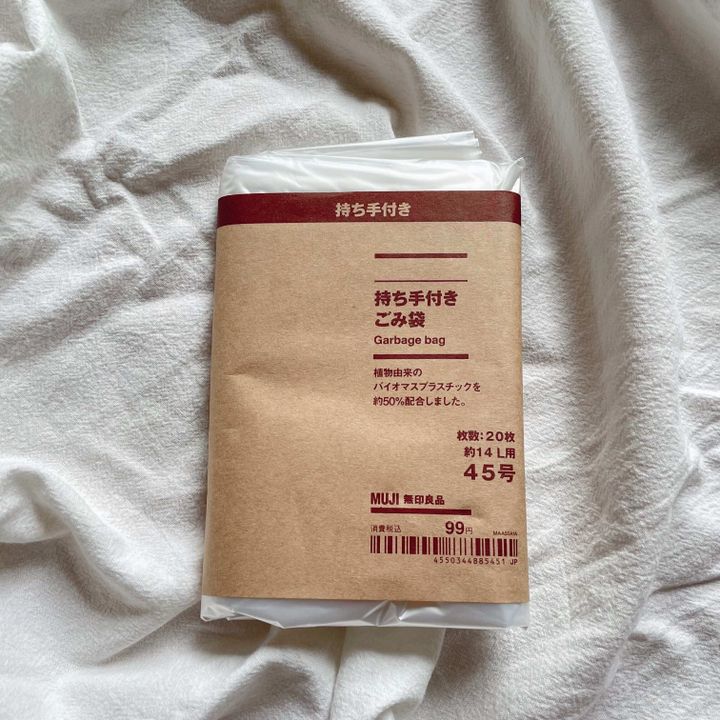 持ち手付き
持ち手付き
ごみ袋
Garbage bag
植物由来の
バイオマスプラスチックを
約50%配合しました。
枚数:20枚
約14L用
45号
MUJI 無印良品
消費税込 99円
4550344885451 JP